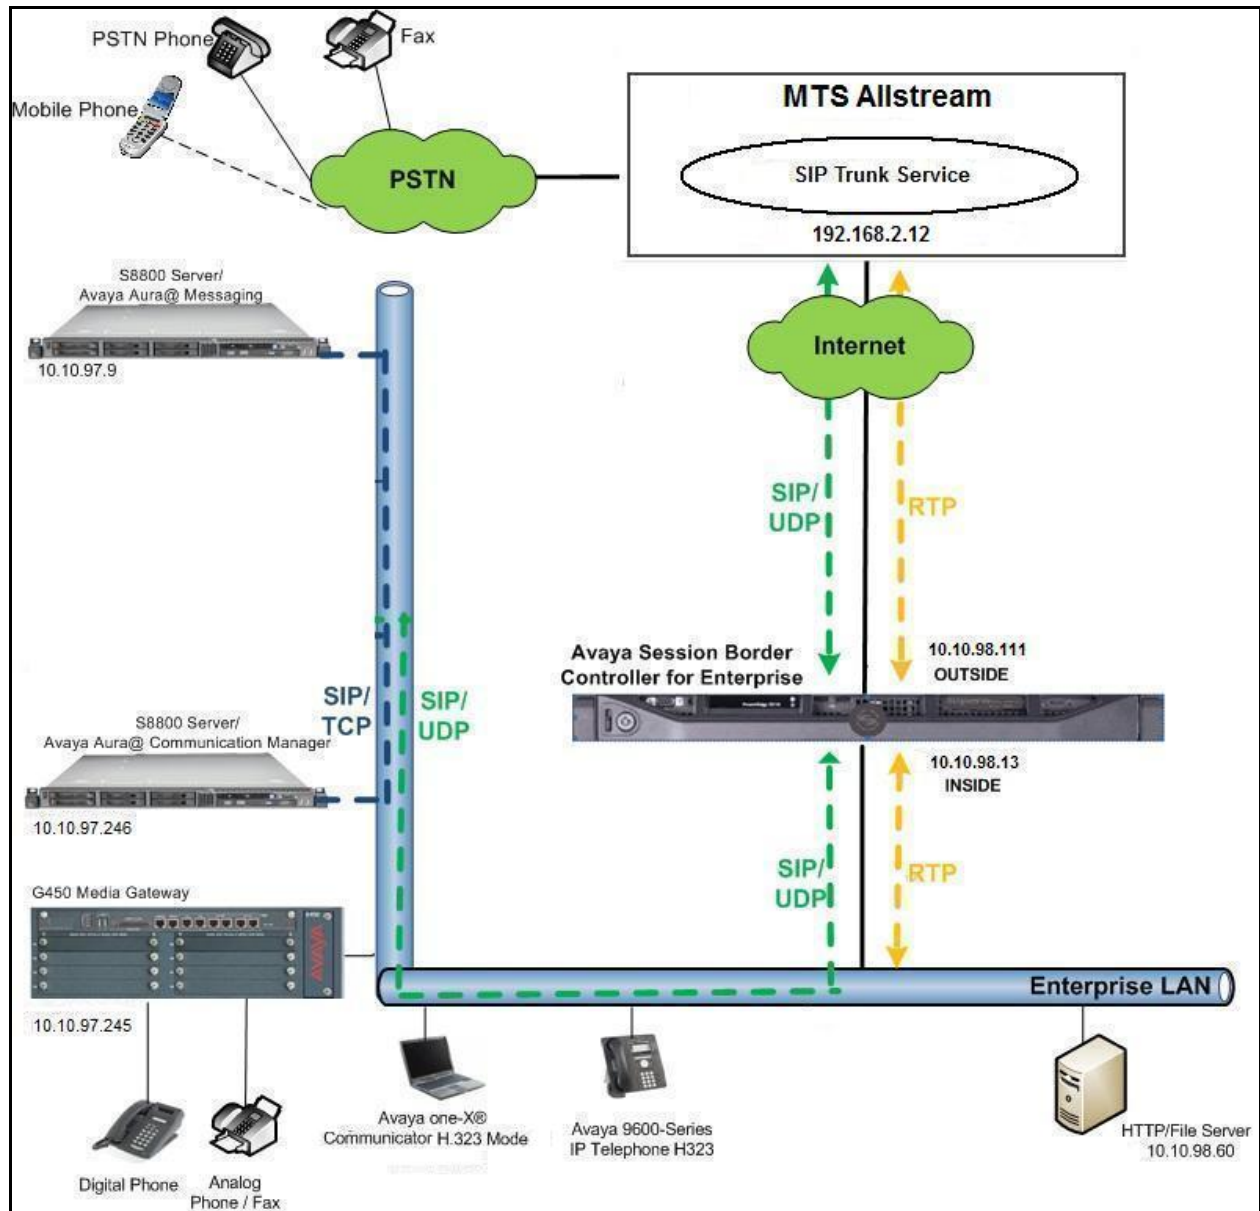 PSTN Phone
Fax
Mobile Phone
PSTN
MTS Allstream
SIP Trunk Service
192.168.2.12
S8800 Server/
Avaya Aura@ Messaging
10.10.97.9
Internet
SIP/
UDP
RTP
Avaya Session Border
Controller for Enterprise
10.10.98.111
OUTSIDE
SIP/
TCP
SIP/
UDP
S8800 Server/
Avaya Aura@ Communication Manager
10.10.97.246
10.10.98.13
INSIDE
SIP/
UDP
RTP
G450 Media Gateway
AVAYA
10.10.97.245
Enterprise LAN
Digital Phone
Analog
Phone / Fax
Avaya one-X®
Communicator H.323 Mode
Avaya 9600-Series
IP Telephone H323
HTTP/File Server
10.10.98.60